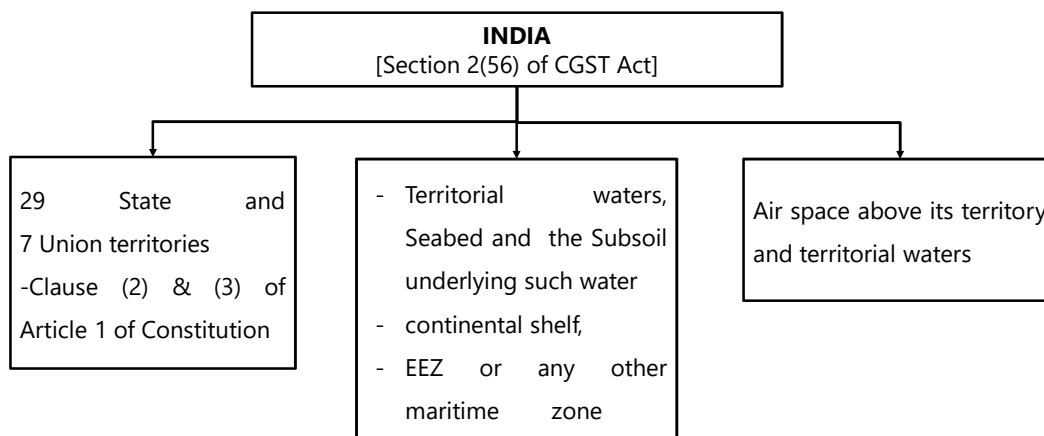 INDIA
[Section 2(56) of CGST Act]
29 State and
7 Union territories
-Clause (2) & (3) of
Article 1 of Constitution
- Territorial waters,
Seabed and the Subsoil
underlying such water
- continental shelf,
- EEZ or any other
maritime zone
Air space above its territory
and territorial waters